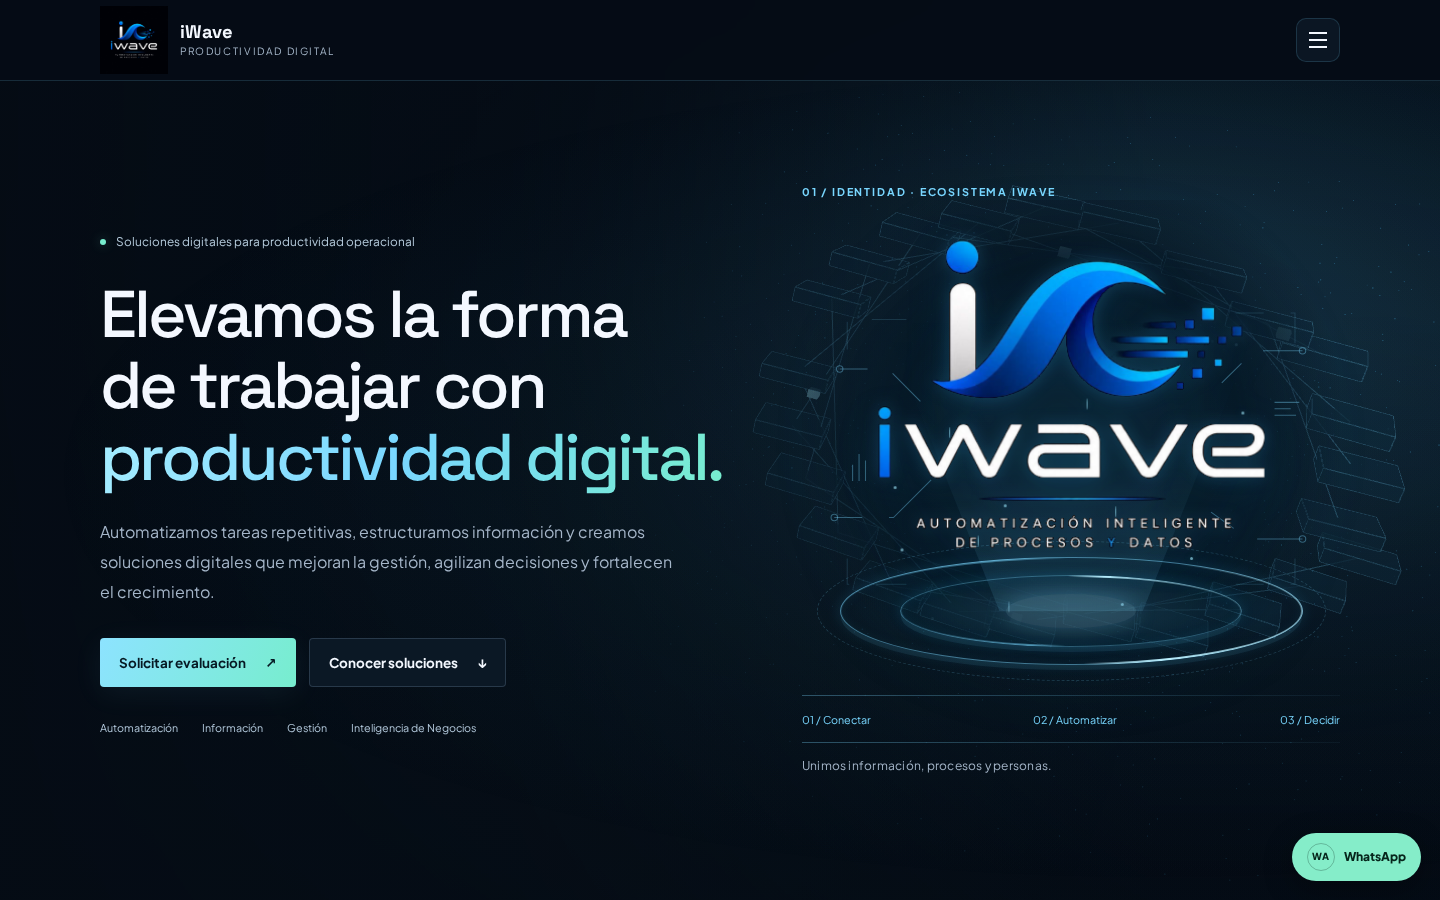 iwave
iWave
PRODUCTIVIDAD DIGITAL
Soluciones digitales para productividad operacional
Elevamos la forma
de trabajar con
productividad digital.
Automatizamos tareas repetitivas, estructuramos información y creamos
soluciones digitales que mejoran la gestión, agilizan decisiones y fortalecen
el crecimiento.
Solicitar evaluación ↗
Conocer soluciones ↓
Automatización Información Gestión Inteligencia de Negocios
01 / IDENTIDAD · ECOSISTEMA IWAVE
iwave
AUTOMATIZACIÓN INTELIGENTE
DE PROCESOS Y DATOS
01 / Conectar 02 / Automatizar 03 / Decidir
Unimos información, procesos y personas.
WA WhatsApp